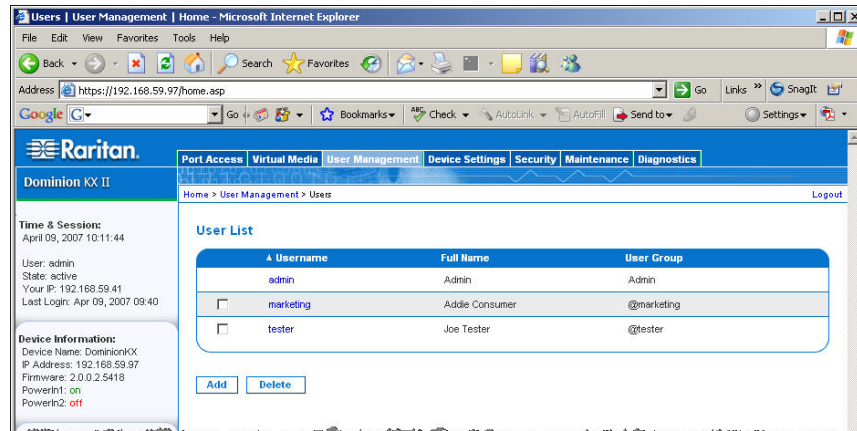 Users | User Management | Home - Microsoft Internet Explorer
File Edit View Favorites Tools Help
Back Search Favorites
Address https://192.168.59.97/home.asp Go Links » SnagIt
Google G Go Bookmarks ABC Check AutoLink AutoFill Send to Settings
Raritan.
Port Access Virtual Media User Management Device Settings Security Maintenance Diagnostics
Dominion KX II
Home > User Management > Users Logout
Time & Session:
April 09, 2007 10:11:44
User: admin
State: active
Your IP: 192.168.59.41
Last Login: Apr 09, 2007 09:40
Device Information:
Device Name: DominionKX
IP Address: 192.168.59.97
Firmware: 2.0.0.2.5418
PowerIn1: on
PowerIn2: off
User List
▲ Username Full Name User Group
admin Admin Admin
marketing Addie Consumer @marketing
tester Joe Tester @tester
Add Delete